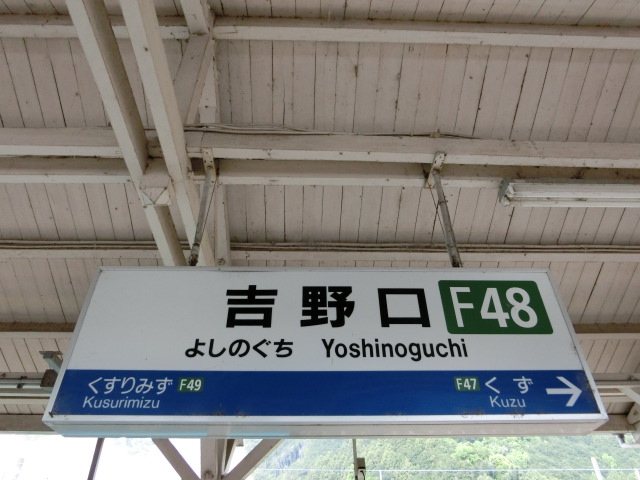 吉野口 F48
よしのぐち Yoshinoguchi
くすりみず F49 F47 くず →
Kusurimizu Kuzu